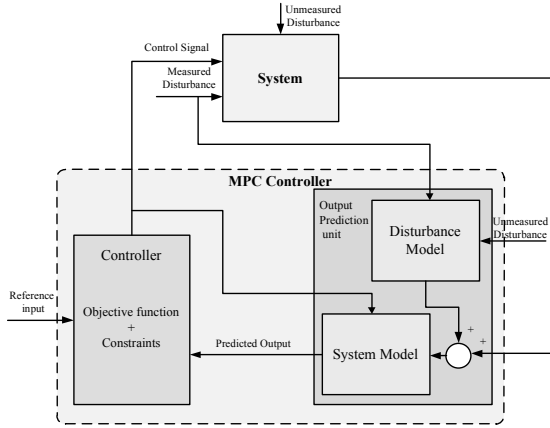 Unmeasured
Disturbance
Control Signal
Measured
Disturbance
System
MPC Controller
Output
Prediction
unit
Disturbance
Model
Unmeasured
Disturbance
Controller
Reference
input
Objective function
+
Constraints
Predicted Output
System Model
+
+